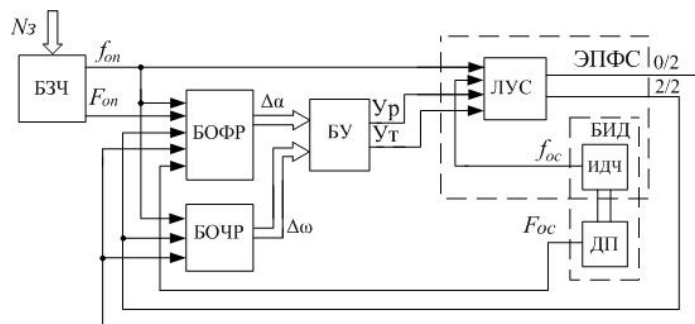 Nз
fоп
БЗЧ
Fоп
БОФР
Δα
БУ
Ур
Ут
ЭПФС
ЛУС
0/2
2/2
БИД
fос
ИДЧ
БОЧР
Δω
Fос
ДП